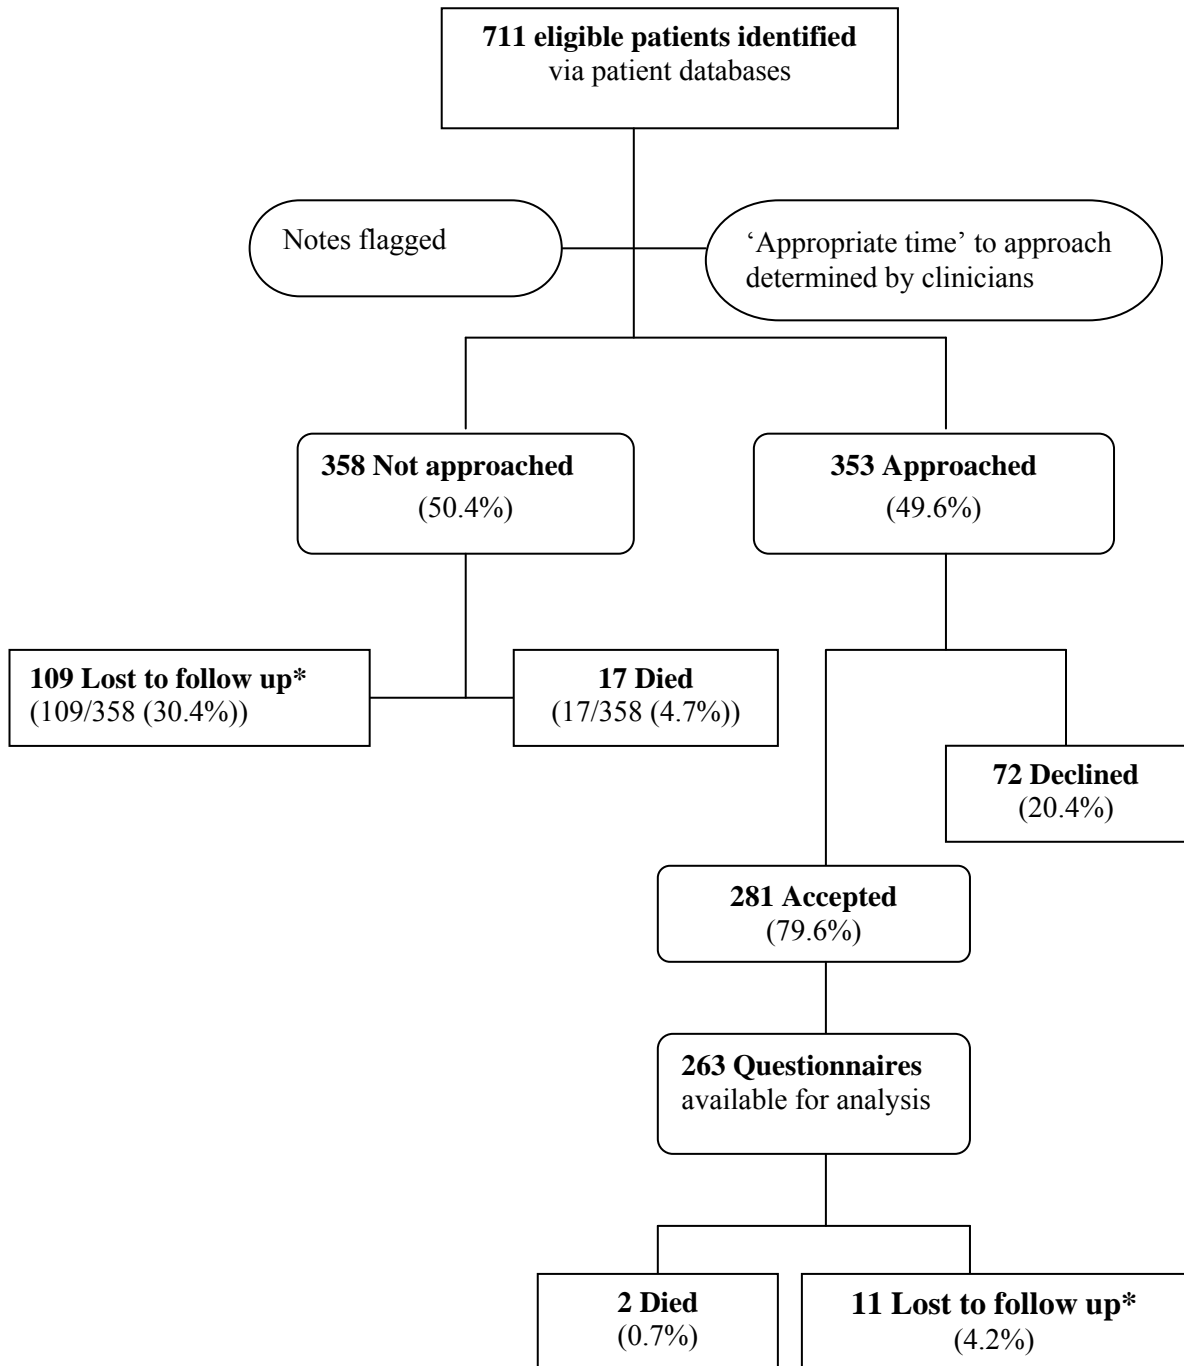 711 eligible patients identified
via patient databases
Notes flagged
‘Appropriate time’ to approach
determined by clinicians
358 Not approached
(50.4%)
353 Approached
(49.6%)
109 Lost to follow up*
(109/358 (30.4%))
17 Died
(17/358 (4.7%))
72 Declined
(20.4%)
281 Accepted
(79.6%)
263 Questionnaires
available for analysis
2 Died
(0.7%)
11 Lost to follow up*
(4.2%)